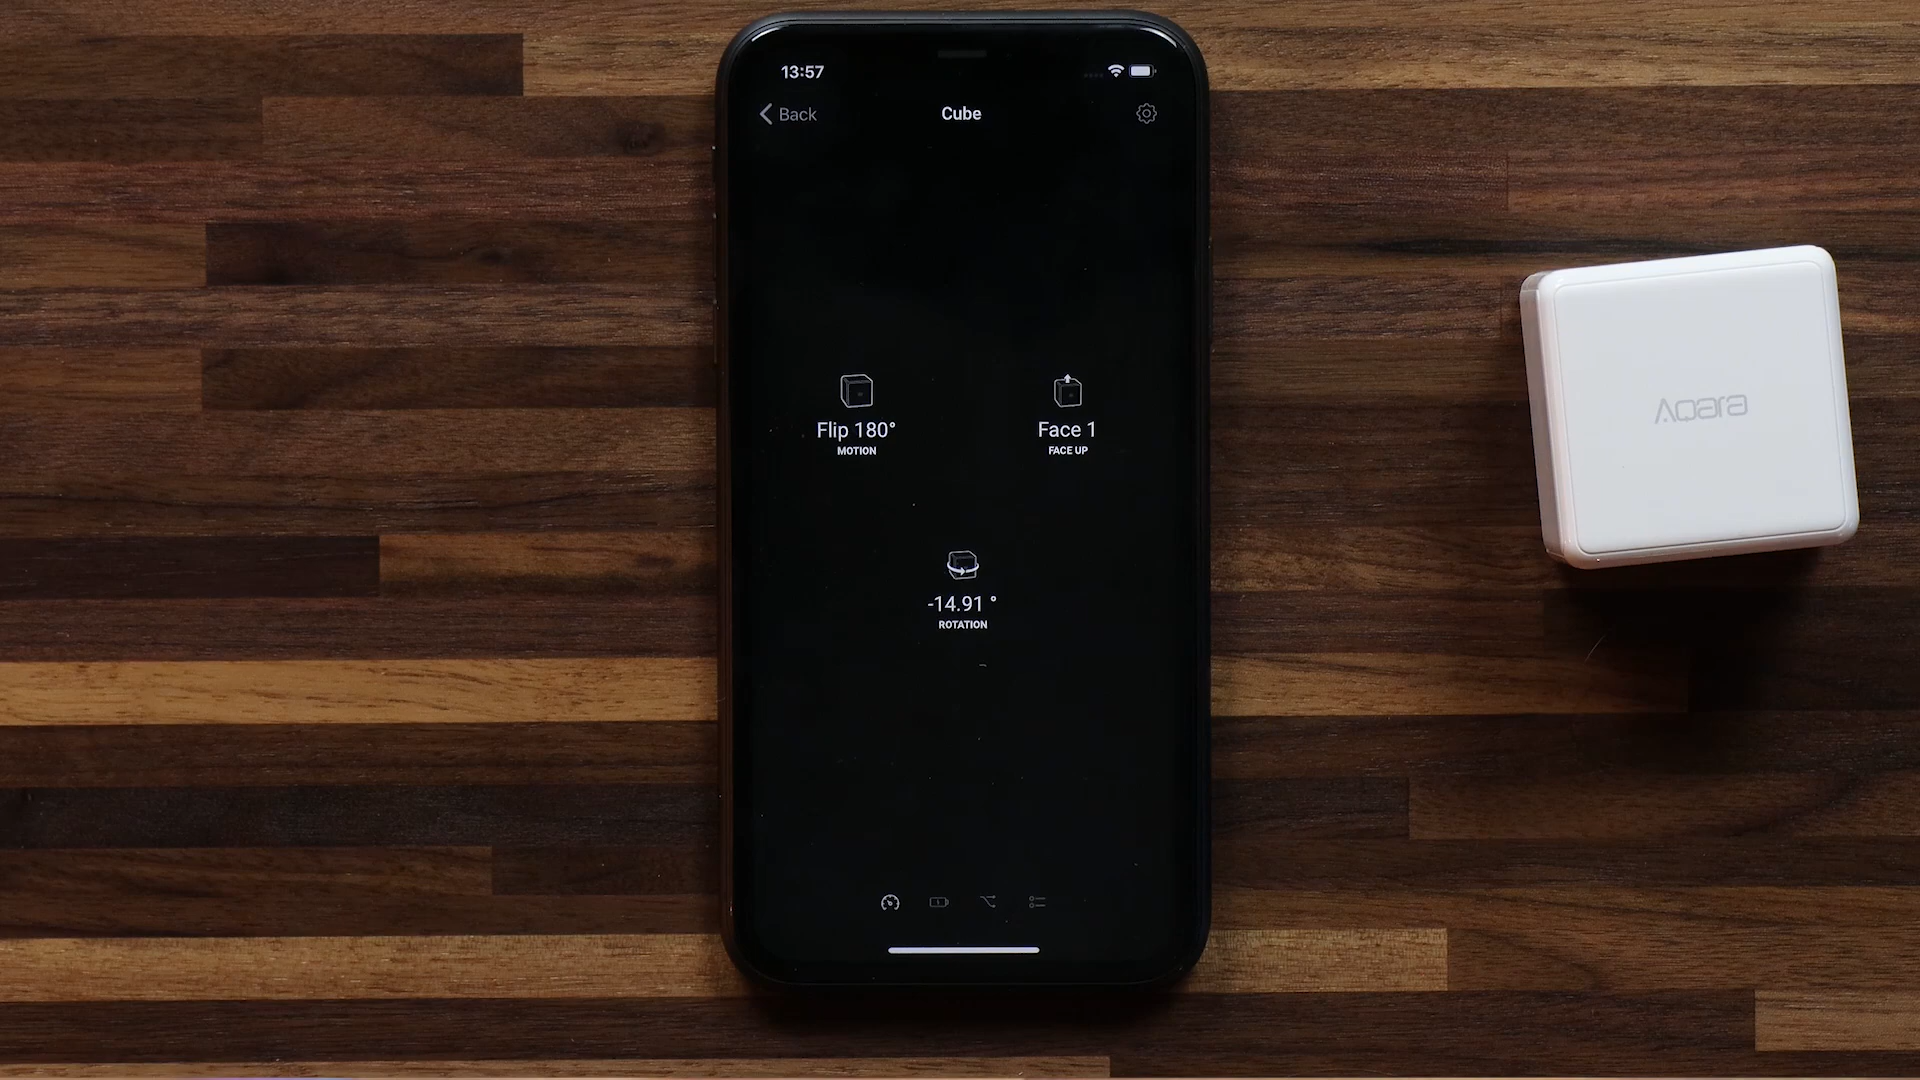 13:57
Back
Cube
Flip 180°
MOTION
Face 1
FACE UP
-14.91 °
ROTATION
Aqara